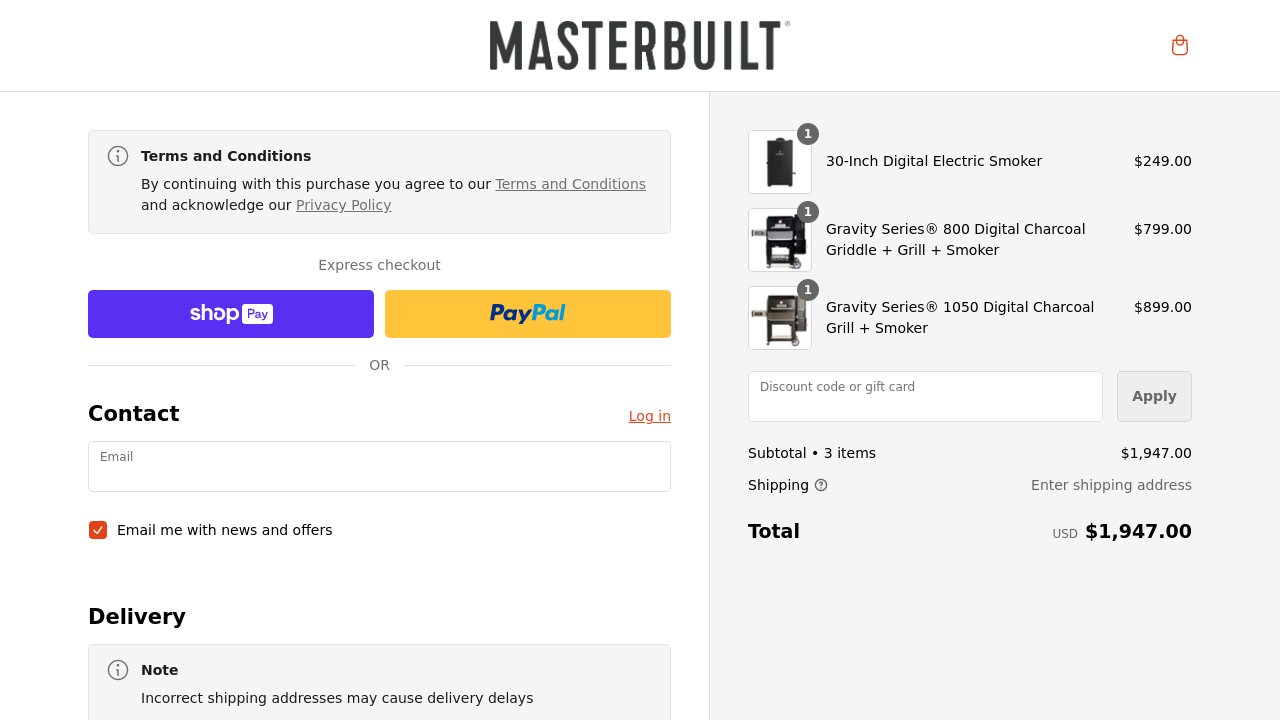 MASTERBUILT®
Terms and Conditions
By continuing with this purchase you agree to our Terms and Conditions
and acknowledge our Privacy Policy
Express checkout
shop Pay
PayPal
OR
Contact
Log in
Email
Email me with news and offers
Delivery
Note
Incorrect shipping addresses may cause delivery delays
1
30-Inch Digital Electric Smoker
$249.00
1
Gravity Series® 800 Digital Charcoal
Griddle + Grill + Smoker
$799.00
1
Gravity Series® 1050 Digital Charcoal
Grill + Smoker
$899.00
Discount code or gift card
Apply
Subtotal • 3 items
$1,947.00
Shipping
Enter shipping address
Total
USD $1,947.00